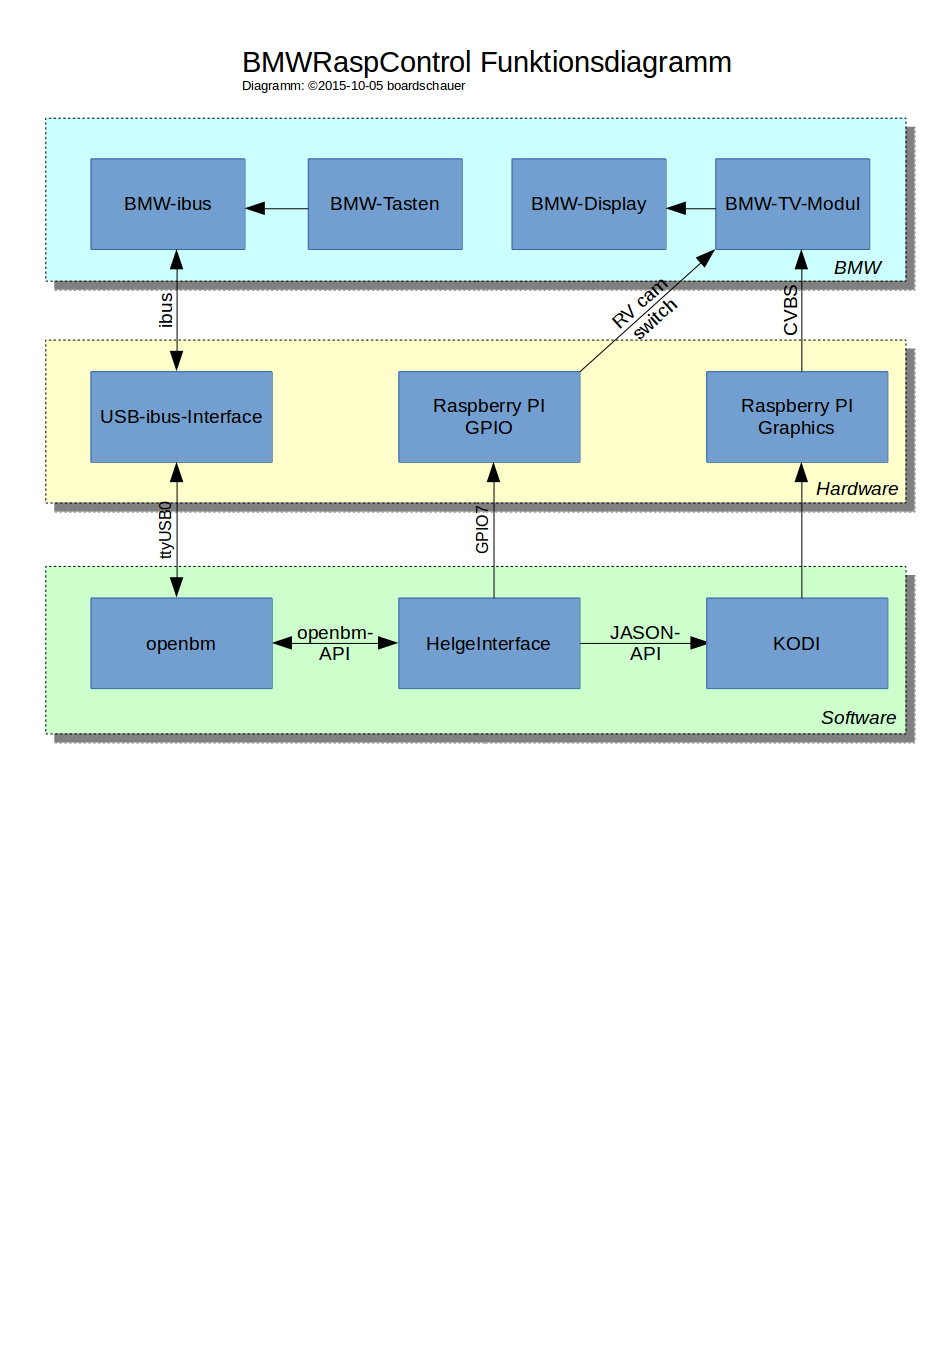 BMWRaspControl Funktionsdiagramm
Diagramm: ©2015-10-05 boardschauer
BMW-ibus
BMW-Tasten
BMW-Display
BMW-TV-Modul
BMW
ibus
RV cam
switch
CVBS
USB-ibus-Interface
Raspberry PI
GPIO
Raspberry PI
Graphics
Hardware
ttyUSB0
GPIO7
openbm
openbm-
API
HelgeInterface
JASON-
API
KODI
Software